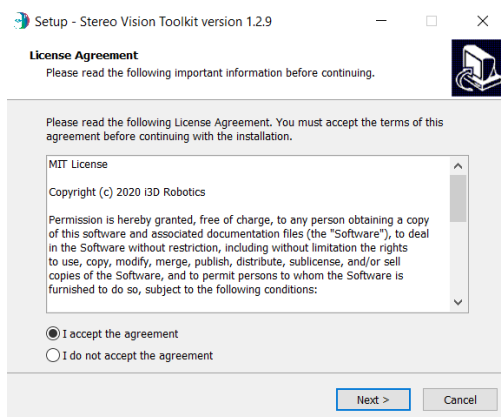 Setup - Stereo Vision Toolkit version 1.2.9
License Agreement
Please read the following important information before continuing.
Please read the following License Agreement. You must accept the terms of this
agreement before continuing with the installation.
MIT License
Copyright (c) 2020 i3D Robotics
Permission is hereby granted, free of charge, to any person obtaining a copy
of this software and associated documentation files (the "Software"), to deal
in the Software without restriction, including without limitation the rights
to use, copy, modify, merge, publish, distribute, sublicense, and/or sell
copies of the Software, and to permit persons to whom the Software is
furnished to do so, subject to the following conditions:
I accept the agreement
I do not accept the agreement
Next >
Cancel